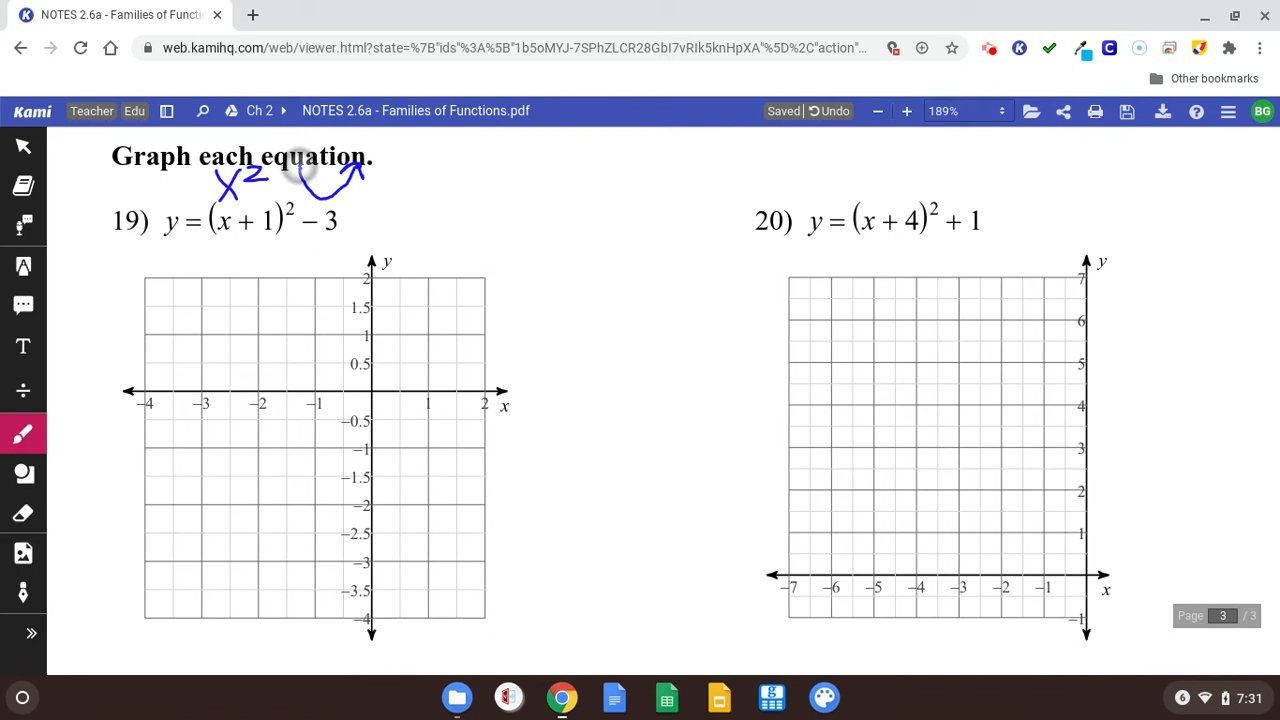 NOTES 2.6a - Families of Functi
web.kamihq.com/web/viewer.html?state=%7B"ids"%3A%5B"1b5oMYJ-7SPhZLCR28GbI7vRIk5knHpXA"%5D%2C"action"...
Other bookmarks
Kami Teacher Edu Ch 2 NOTES 2.6a - Families of Functions.pdf Saved Undo 189% BG
Graph each equation.
x²
19) y = (x + 1)² − 3
20) y = (x + 4)² + 1
y
2
1.5
1
0.5
−4 −3 −2 −1 1 2 x
−0.5
−1
−1.5
−2
−2.5
−3
−3.5
−4
y
7
6
5
4
3
2
1
−7 −6 −5 −4 −3 −2 −1 x
−1
Page 3 / 3
6 7:31